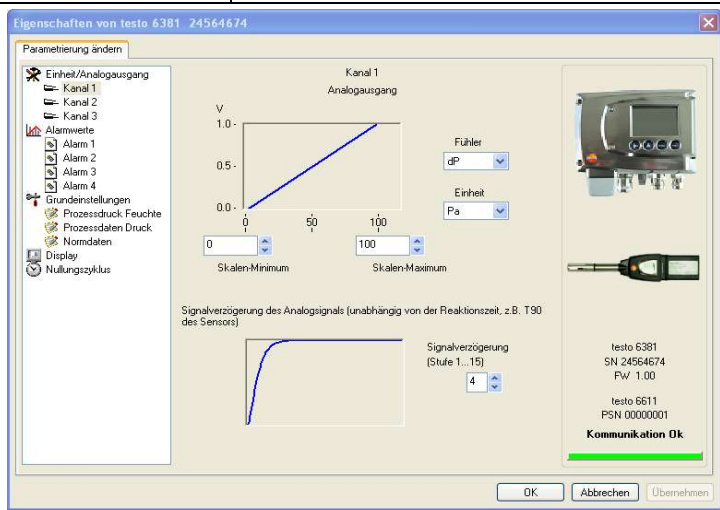 Eigenschaften von testo 6381 24564674
Parametrierung ändern
Einheit/Analogausgang
Kanal 1
Kanal 2
Kanal 3
Alarmwerte
Alarm 1
Alarm 2
Alarm 3
Alarm 4
Grundeinstellungen
Prozessdruck Feuchte
Prozessdaten Druck
Normdaten
Display
Nullungszyklus
Kanal 1
Analogausgang
V
1.0
0.5
0.0
0 50 100
Fühler
dP
Einheit
Pa
0 100
Skalen-Minimum Skalen-Maximum
Signalverzögerung des Analogsignals (unabhängig von der Reaktionszeit, z.B. T90
des Sensors)
Signalverzögerung
(Stufe 1...15)
4
testo 6381
SN 24564674
FW 1.00
testo 6611
PSN 00000001
Kommunikation Ok
OK Abbrechen Übernehmen